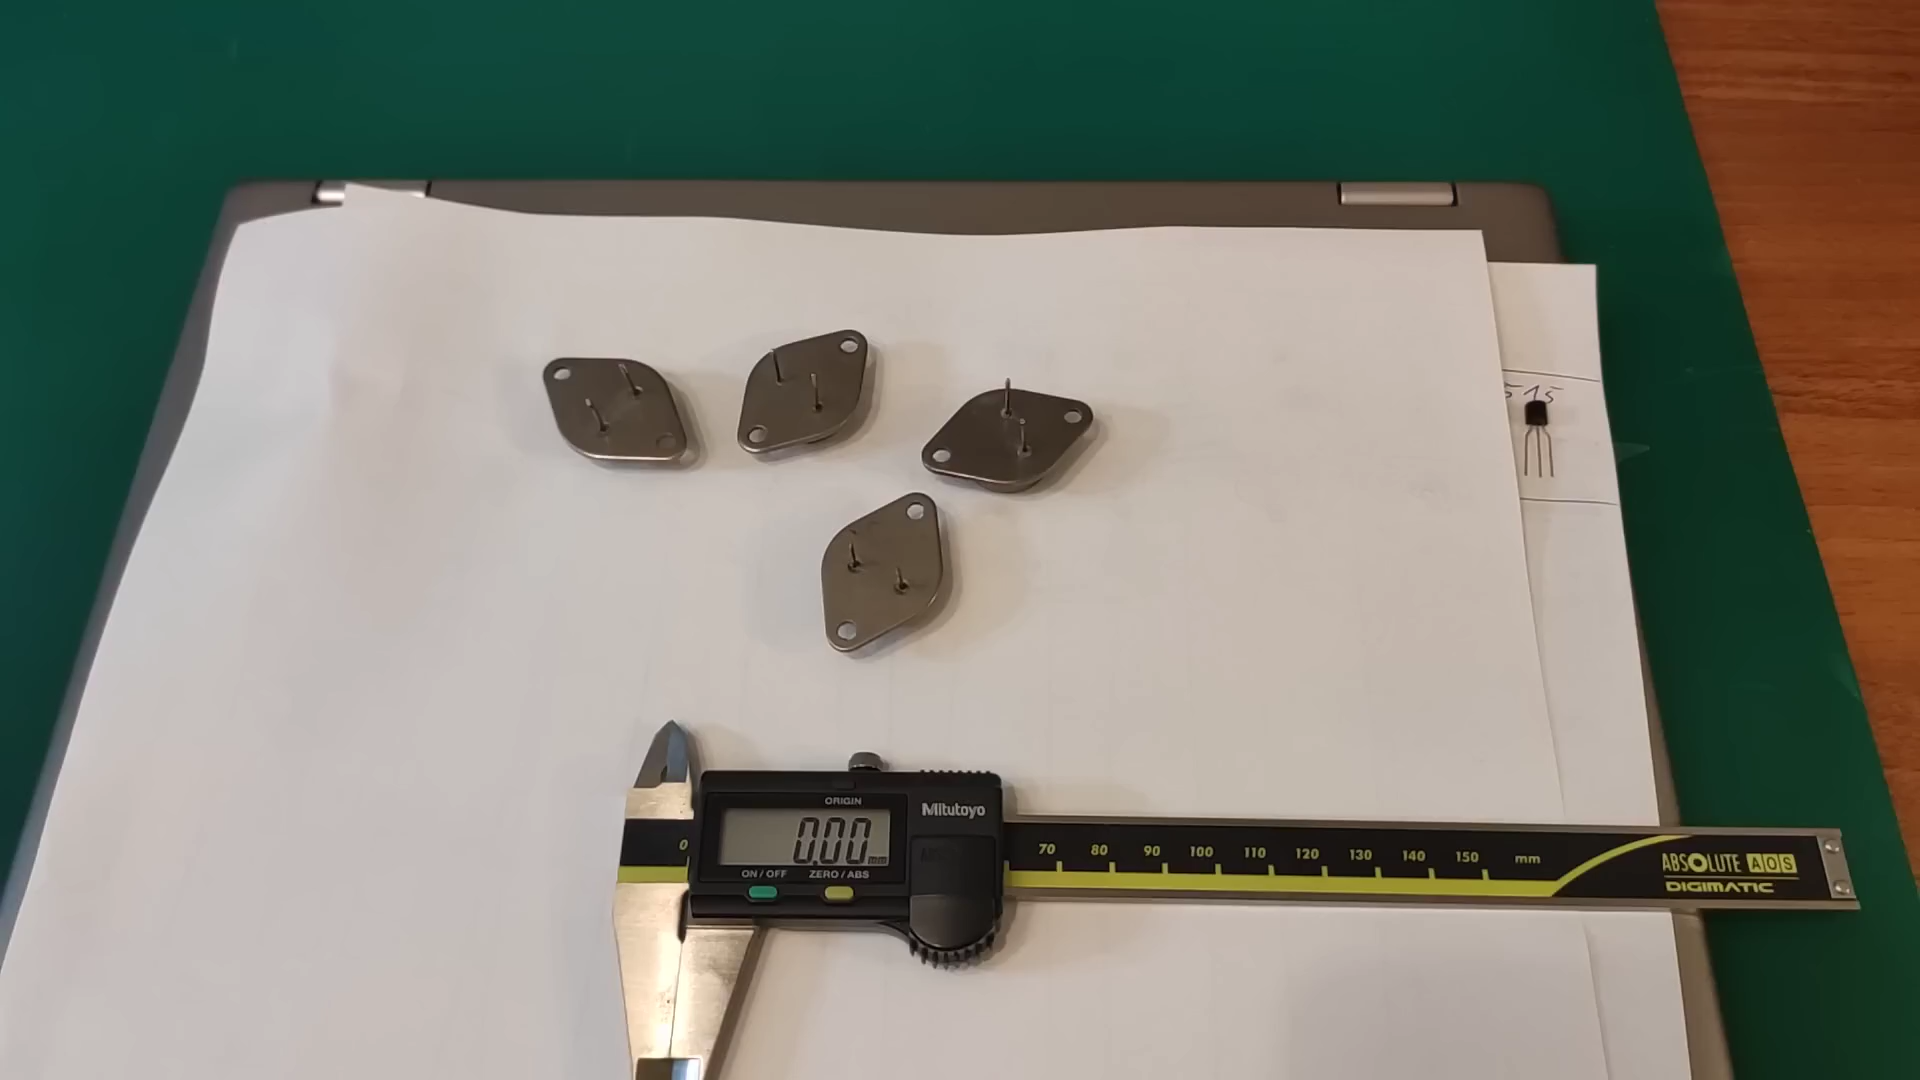 515
ORIGIN
Mitutoyo
0.00 mm
ON / OFF ZERO / ABS
0 70 80 90 100 110 120 130 140 150 mm
ABSOLUTE AOS
DIGIMATIC